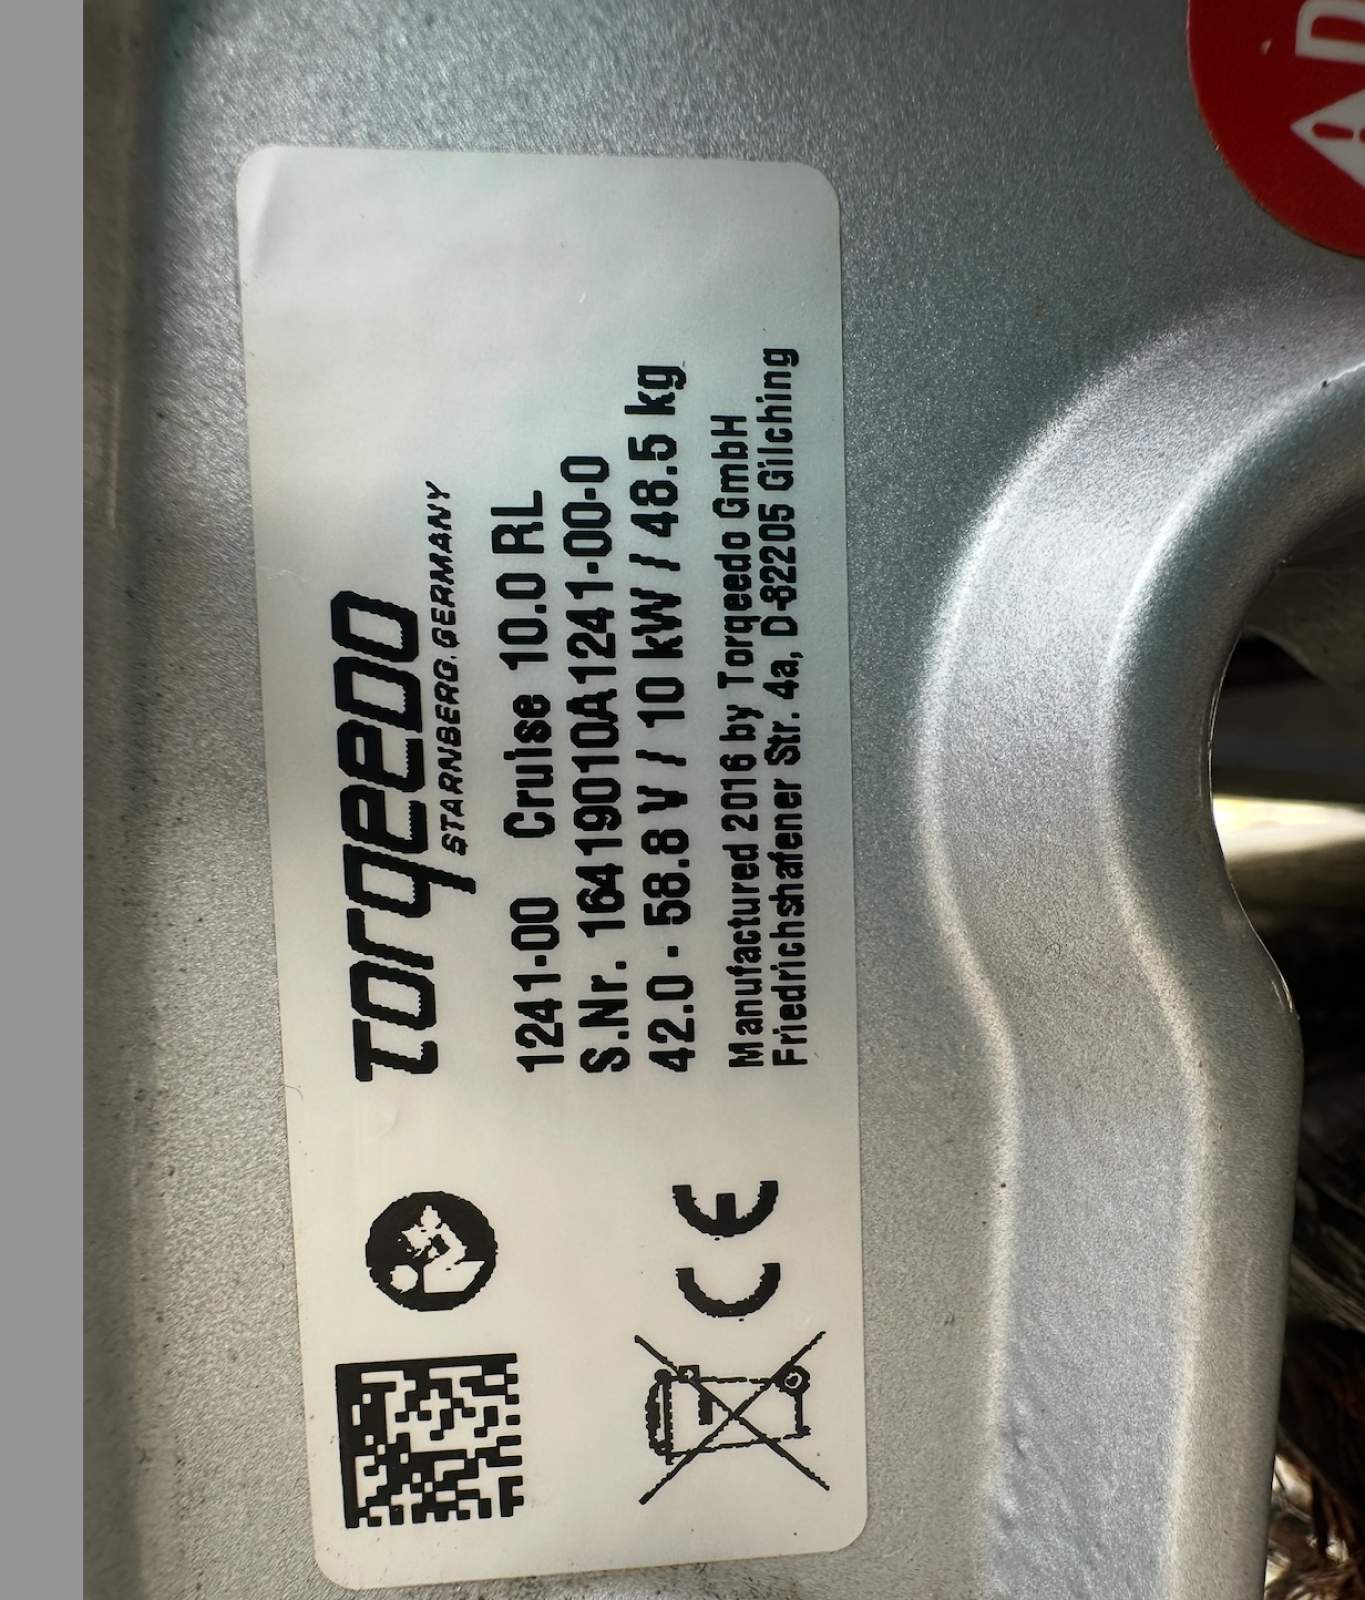 TorqeeDO
STARNBERG.GERMANY
1241-00 Cruise 10.0 RL
S.Nr. 16419010A1241-00-0
42.0 - 58.8 V / 10 kW / 48.5 kg
Manufactured 2016 by Torqeedo GmbH
Friedrichshafener Str. 4a, D-82205 Gilching
CE